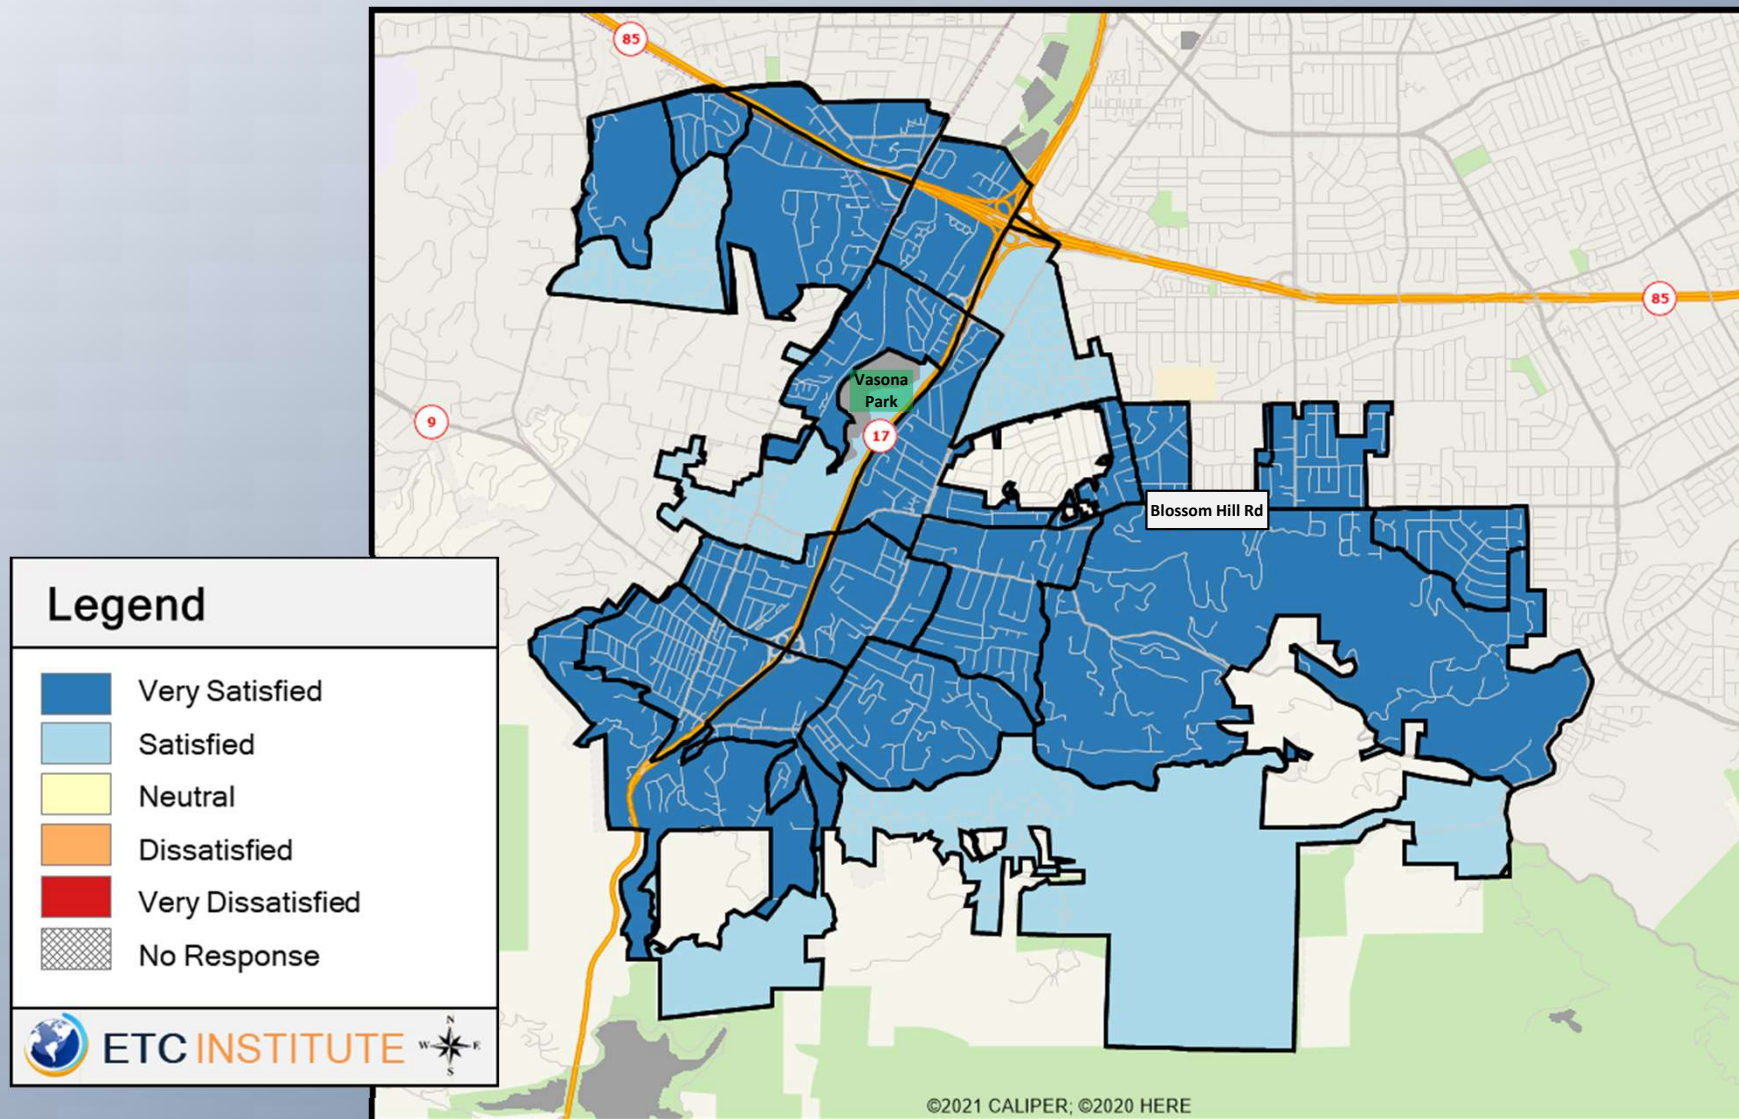 85
85
9
Vasona
Park
17
Blossom Hill Rd
Legend
Very Satisfied
Satisfied
Neutral
Dissatisfied
Very Dissatisfied
No Response
ETC INSTITUTE
N
W E
S
©2021 CALIPER; ©2020 HERE